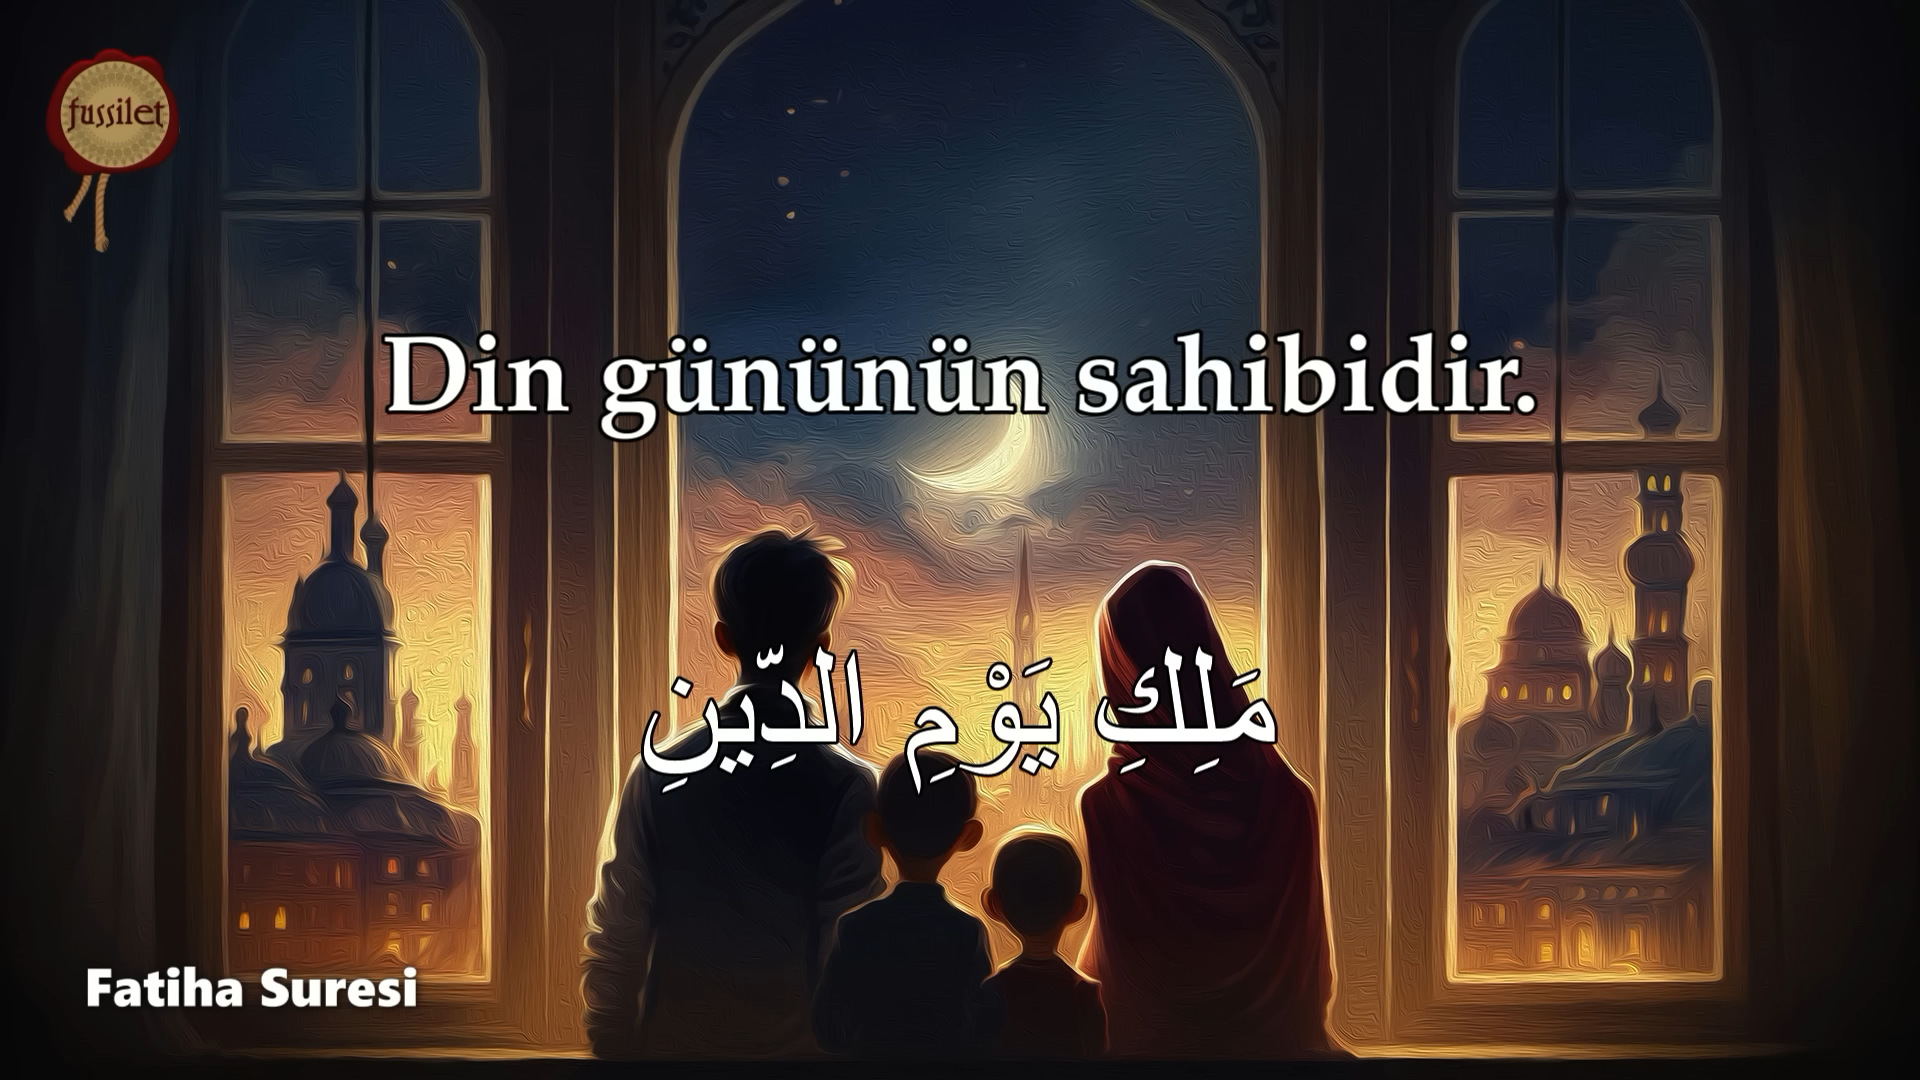 fussilet
Din gününün sahibidir.
مَلِكِ يَوْمِ الدِّينِ
Fatiha Suresi